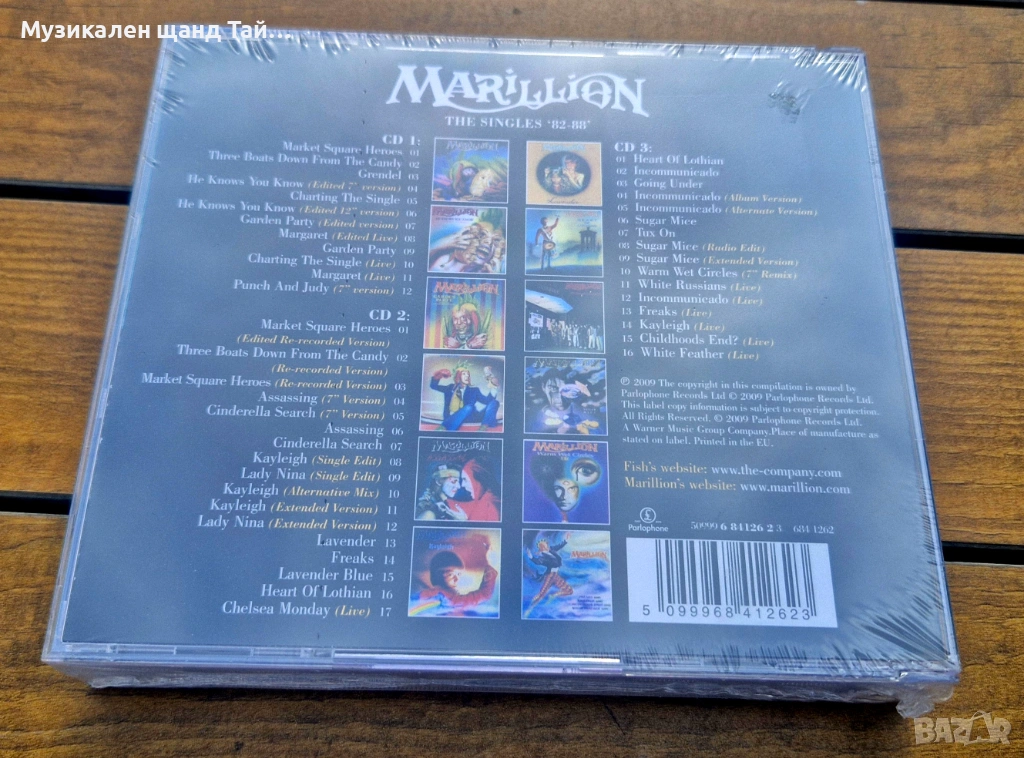 Музикален щанд Тай...
MARILLION
THE SINGLES '82-88'
CD 1:
Market Square Heroes 01
Three Boats Down From The Candy 02
Grendel 03
He Knows You Know (Edited 7" version) 04
Charting The Single 05
He Knows You Know (Edited 12" version) 06
Garden Party (Edited version) 07
Margaret (Edited Live) 08
Garden Party 09
Charting The Single (Live) 10
Margaret (Live) 11
Punch And Judy (7" version) 12
CD 2:
Market Square Heroes 01
(Edited Re-recorded Version)
Three Boats Down From The Candy 02
(Re-recorded Version)
Market Square Heroes (Re-recorded Version) 03
Assassing (7" Version) 04
Cinderella Search (7" Version) 05
Assassing 06
Cinderella Search 07
Kayleigh (Single Edit) 08
Lady Nina (Single Edit) 09
Kayleigh (Alternative Mix) 10
Kayleigh (Extended Version) 11
Lady Nina (Extended Version) 12
Lavender 13
Freaks 14
Lavender Blue 15
Heart Of Lothian 16
Chelsea Monday (Live) 17
CD 3:
01 Heart Of Lothian
02 Incommunicado
03 Going Under
04 Incommunicado (Album Version)
05 Incommunicado (Alternate Version)
06 Sugar Mice
07 Tux On
08 Sugar Mice (Radio Edit)
09 Sugar Mice (Extended Version)
10 Warm Wet Circles (7" Remix)
11 White Russians (Live)
12 Incommunicado (Live)
13 Freaks (Live)
14 Kayleigh (Live)
15 Childhoods End? (Live)
16 White Feather (Live)
℗ 2009 The copyright in this compilation is owned by
Parlophone Records Ltd © 2009 Parlophone Records Ltd.
This label copy information is subject to copyright protection.
All Rights Reserved. © 2009 Parlophone Records Ltd.
A Warner Music Group Company.Place of manufacture as
stated on label. Printed in the EU.
Fish's website: www.the-company.com
Marillion's website: www.marillion.com
Parlophone
50999 6 84126 2 3 684 1262
5 099968 412623
BAZAR